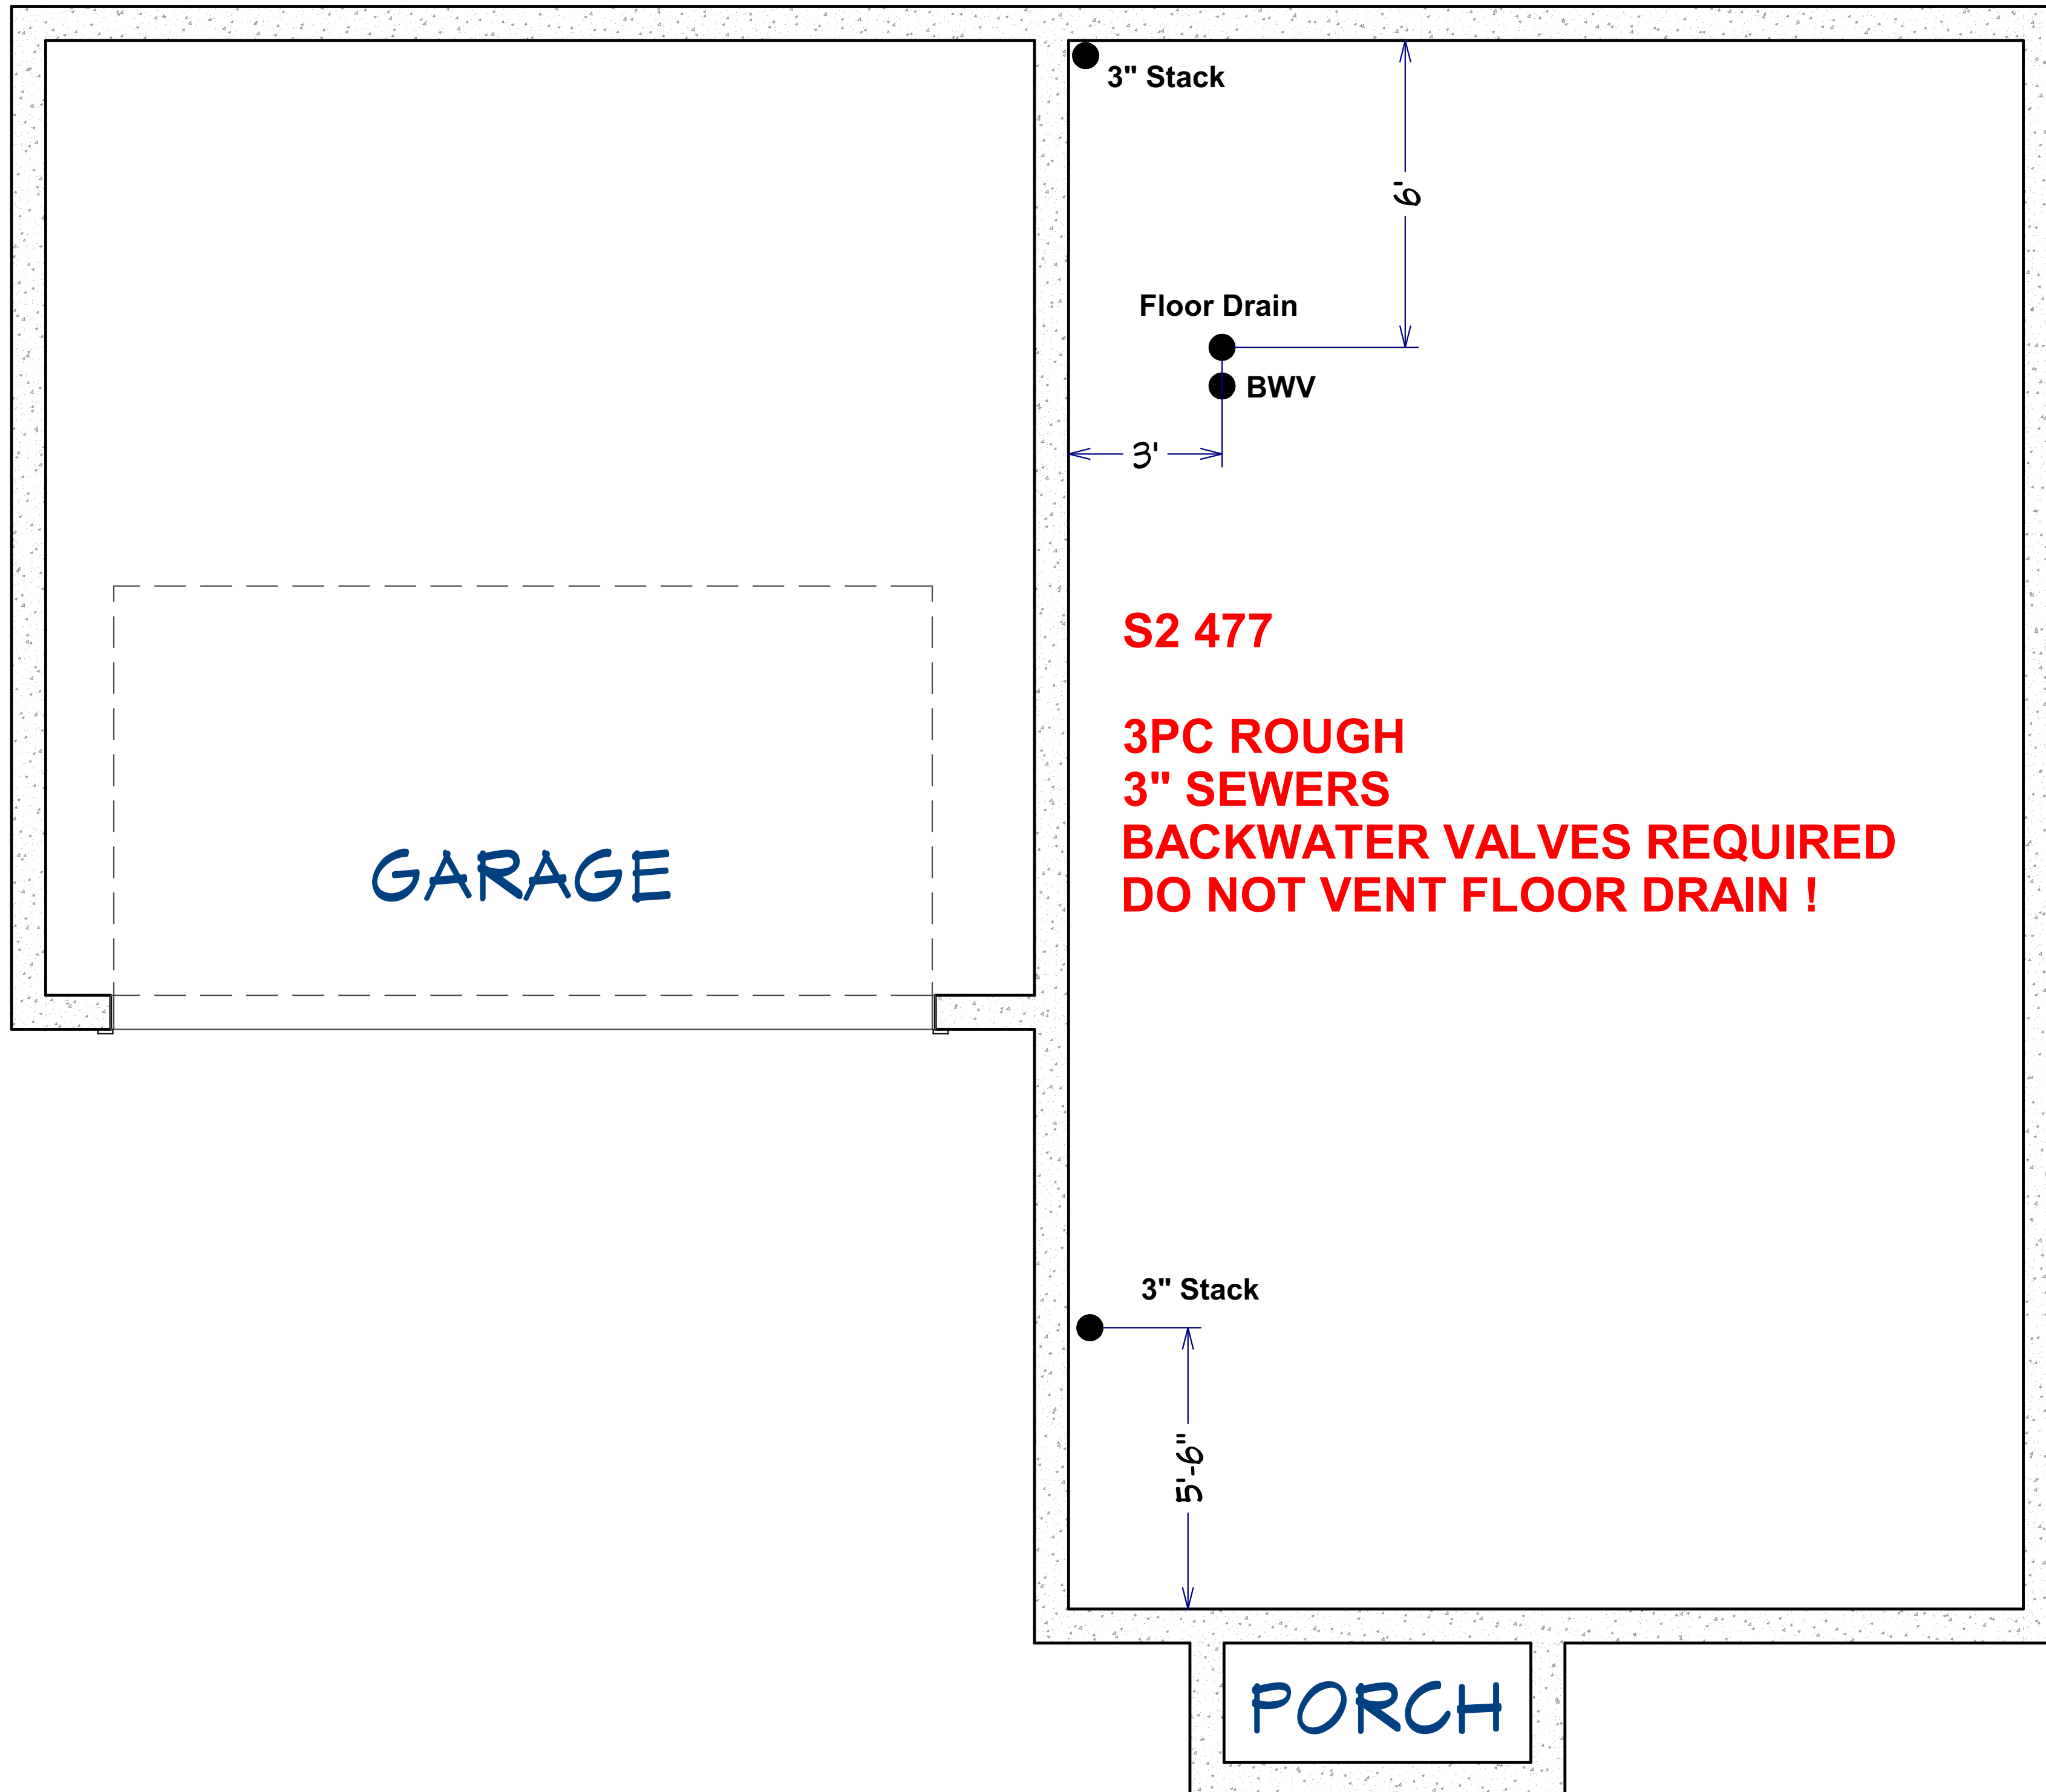 3" Stack
6'
Floor Drain
BWV
3'
S2 477
3PC ROUGH
3" SEWERS
BACKWATER VALVES REQUIRED
DO NOT VENT FLOOR DRAIN !
GARAGE
3" Stack
5'-6"
PORCH